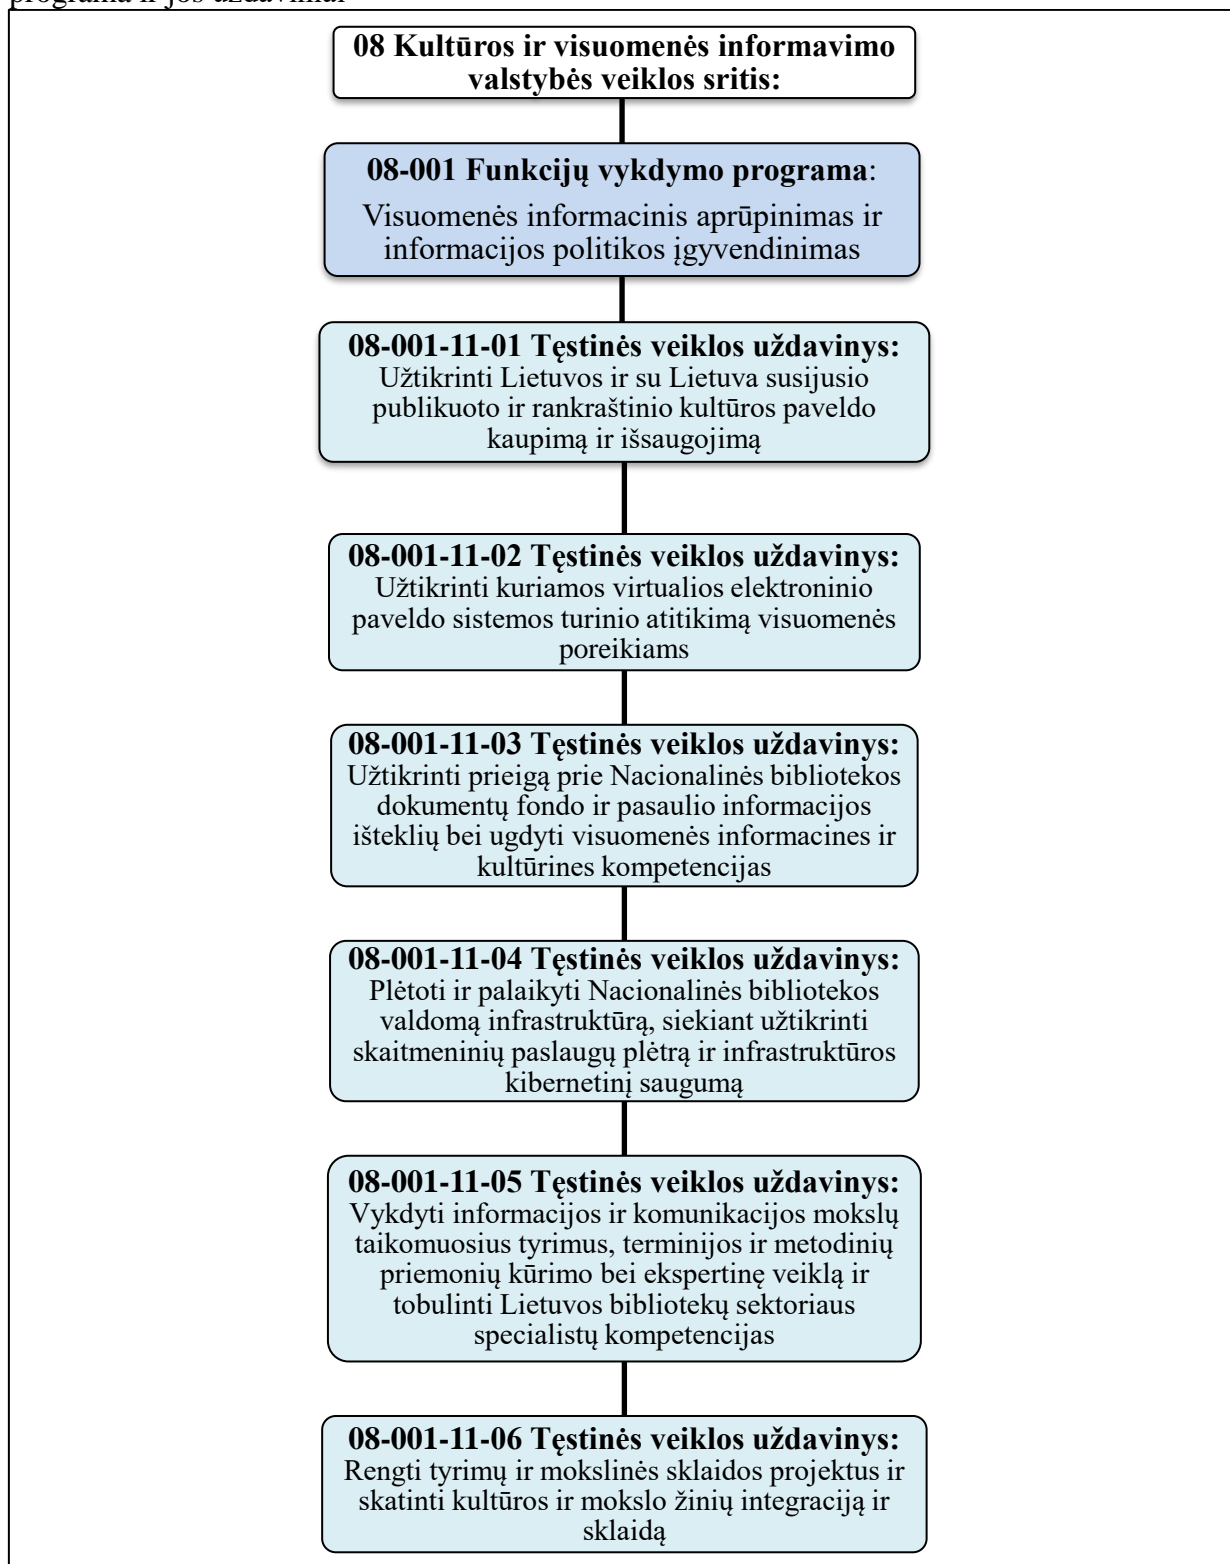 programa ir jos uždaviniai
08 Kultūros ir visuomenės informavimo
valstybės veiklos sritis:
08-001 Funkcijų vykdymo programa:
Visuomenės informacinis aprūpinimas ir
informacijos politikos įgyvendinimas
08-001-11-01 Tęstinės veiklos uždavinys:
Užtikrinti Lietuvos ir su Lietuva susijusio
publikuoto ir rankraštinio kultūros paveldo
kaupimą ir išsaugojimą
08-001-11-02 Tęstinės veiklos uždavinys:
Užtikrinti kuriamos virtualios elektroninio
paveldo sistemos turinio atitikimą visuomenės
poreikiams
08-001-11-03 Tęstinės veiklos uždavinys:
Užtikrinti prieigą prie Nacionalinės bibliotekos
dokumentų fondo ir pasaulio informacijos
išteklių bei ugdyti visuomenės informacines ir
kultūrines kompetencijas
08-001-11-04 Tęstinės veiklos uždavinys:
Plėtoti ir palaikyti Nacionalinės bibliotekos
valdomą infrastruktūrą, siekiant užtikrinti
skaitmeninių paslaugų plėtrą ir infrastruktūros
kibernetinį saugumą
08-001-11-05 Tęstinės veiklos uždavinys:
Vykdyti informacijos ir komunikacijos mokslų
taikomuosius tyrimus, terminijos ir metodinių
priemonių kūrimo bei ekspertinę veiklą ir
tobulinti Lietuvos bibliotekų sektoriaus
specialistų kompetencijas
08-001-11-06 Tęstinės veiklos uždavinys:
Rengti tyrimų ir mokslinės sklaidos projektus ir
skatinti kultūros ir mokslo žinių integraciją ir
sklaidą